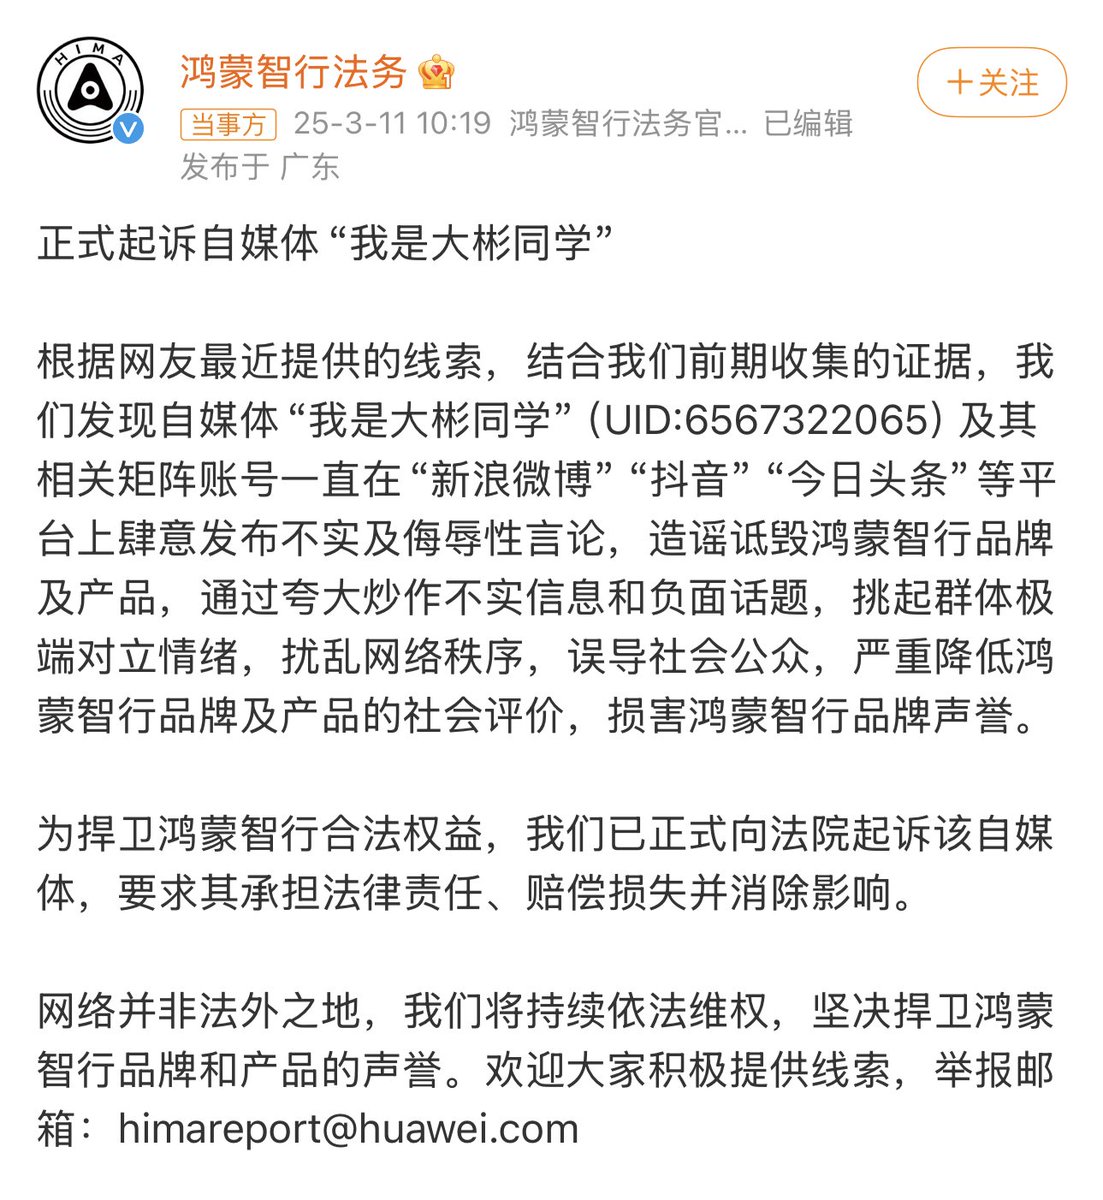 HIMA
鸿蒙智行法务
＋关注
当事方 25-3-11 10:19 鸿蒙智行法务官... 已编辑
发布于 广东
正式起诉自媒体“我是大彬同学”
根据网友最近提供的线索，结合我们前期收集的证据，我
们发现自媒体“我是大彬同学”（UID:6567322065）及其
相关矩阵账号一直在“新浪微博”“抖音”“今日头条”等平
台上肆意发布不实及侮辱性言论，造谣诋毁鸿蒙智行品牌
及产品，通过夸大炒作不实信息和负面话题，挑起群体极
端对立情绪，扰乱网络秩序，误导社会公众，严重降低鸿
蒙智行品牌及产品的社会评价，损害鸿蒙智行品牌声誉。
为捍卫鸿蒙智行合法权益，我们已正式向法院起诉该自媒
体，要求其承担法律责任、赔偿损失并消除影响。
网络并非法外之地，我们将持续依法维权，坚决捍卫鸿蒙
智行品牌和产品的声誉。欢迎大家积极提供线索，举报邮
箱：himareport@huawei.com